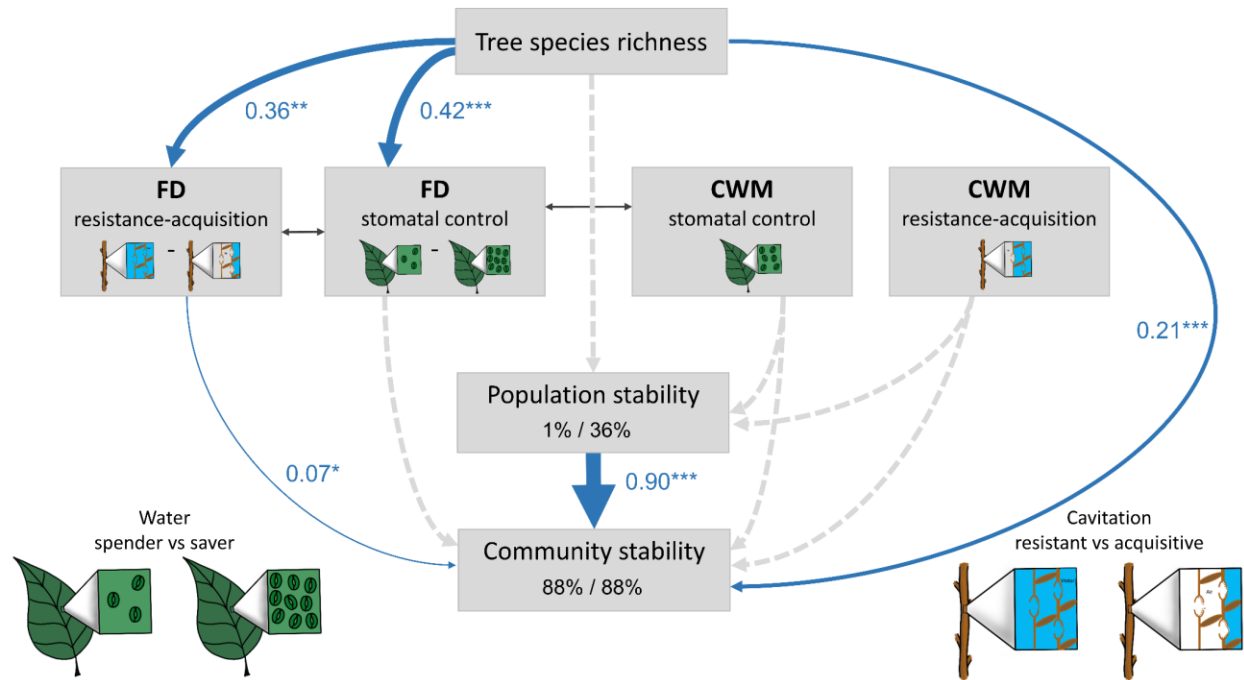 Tree species richness
0.36**
0.42***
FD
resistance-acquisition
-
FD
stomatal control
-
CWM
stomatal control
CWM
resistance-acquisition
0.21***
Population stability
1% / 36%
0.07*
0.90***
Community stability
88% / 88%
Water
spender vs saver
Cavitation
resistant vs acquisitive
Air